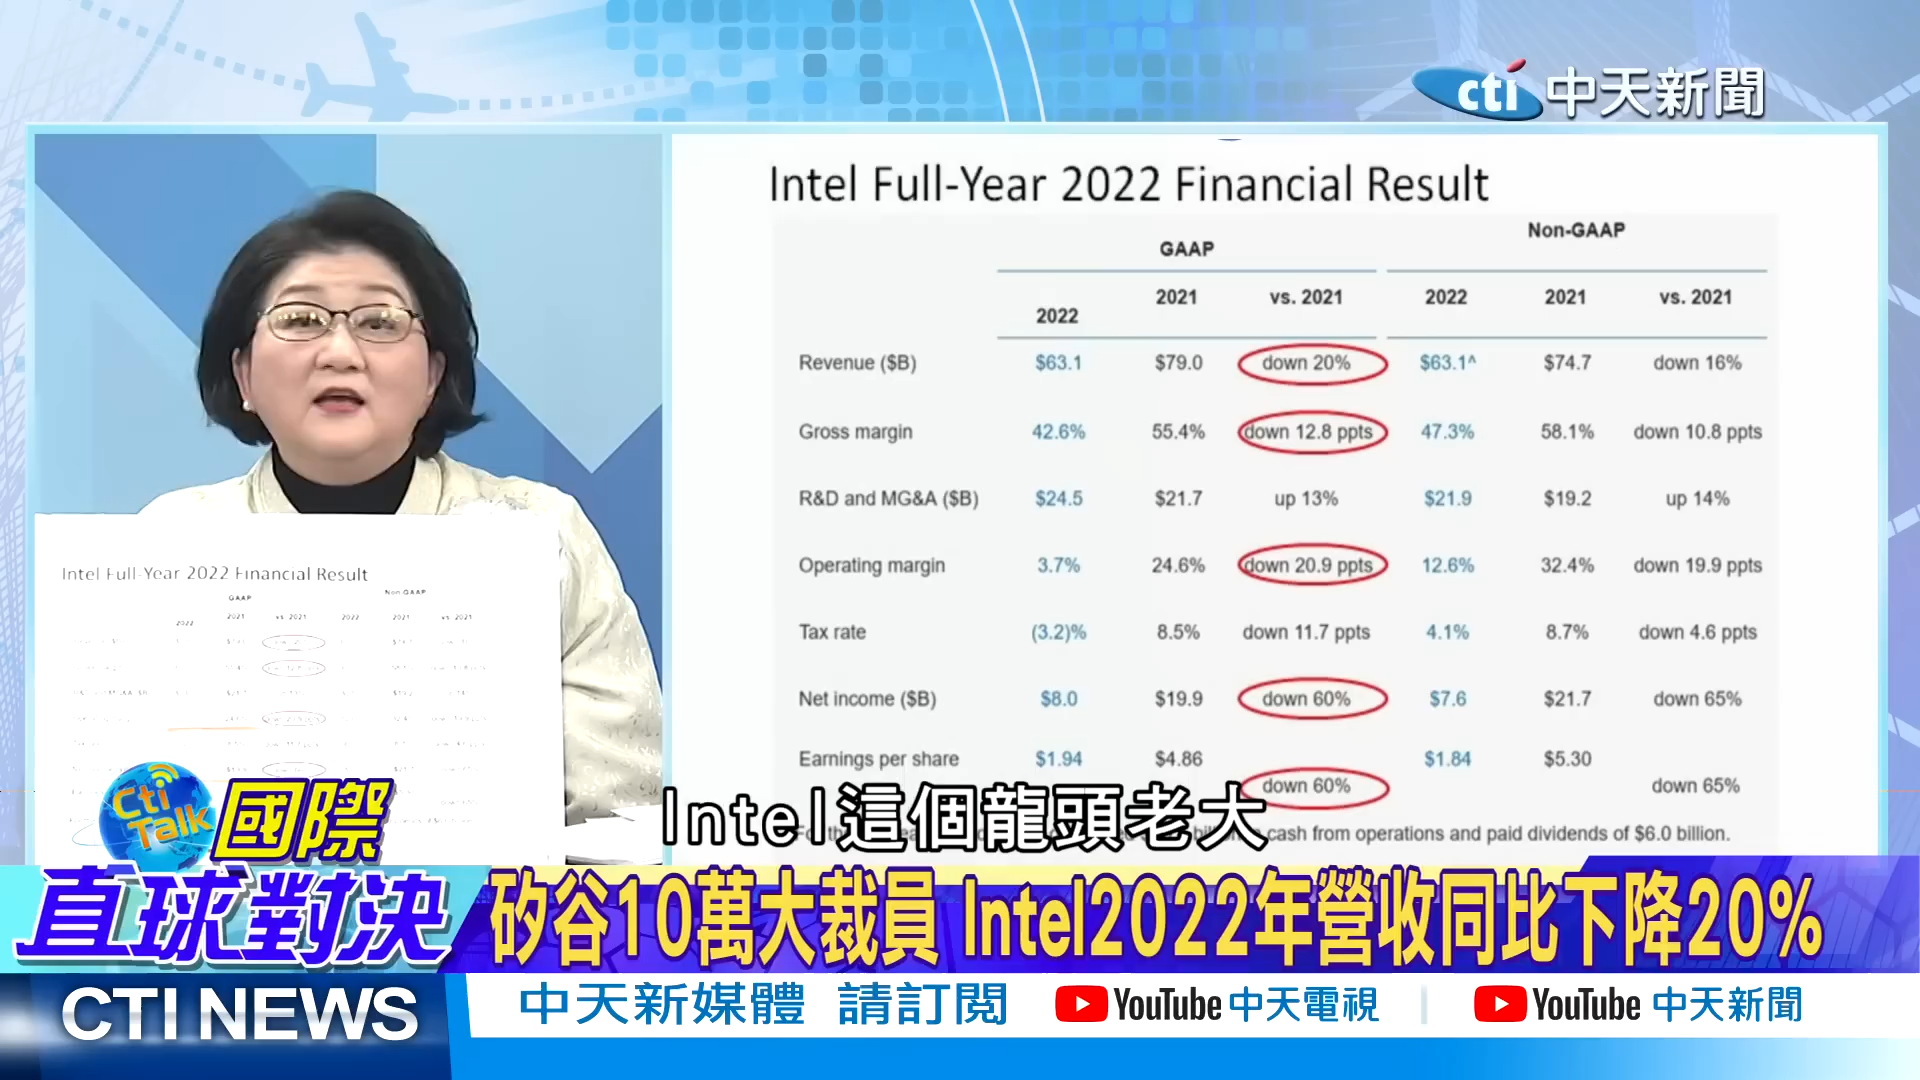 cti 中天新聞
Intel Full-Year 2022 Financial Result
GAAP Non-GAAP
2022 2021 vs. 2021 2022 2021 vs. 2021
Revenue ($B) $63.1 $79.0 down 20% $63.1^ $74.7 down 16%
Gross margin 42.6% 55.4% down 12.8 ppts 47.3% 58.1% down 10.8 ppts
R&D and MG&A ($B) $24.5 $21.7 up 13% $21.9 $19.2 up 14%
Operating margin 3.7% 24.6% down 20.9 ppts 12.6% 32.4% down 19.9 ppts
Tax rate (3.2)% 8.5% down 11.7 ppts 4.1% 8.7% down 4.6 ppts
Net income ($B) $8.0 $19.9 down 60% $7.6 $21.7 down 65%
Earnings per share $1.94 $4.86 down 60% $1.84 $5.30 down 65%
cash from operations and paid dividends of $6.0 billion.
Intel Full-Year 2022 Financial Result
GAAP Non-GAAP
2022 2021 vs. 2021 2022 2021 vs. 2021
Intel這個龍頭老大
Cti Talk 國際
直球對決
矽谷10萬大裁員 Intel2022年營收同比下降20%
CTI NEWS
中天新媒體 請訂閱 YouTube 中天電視 YouTube 中天新聞